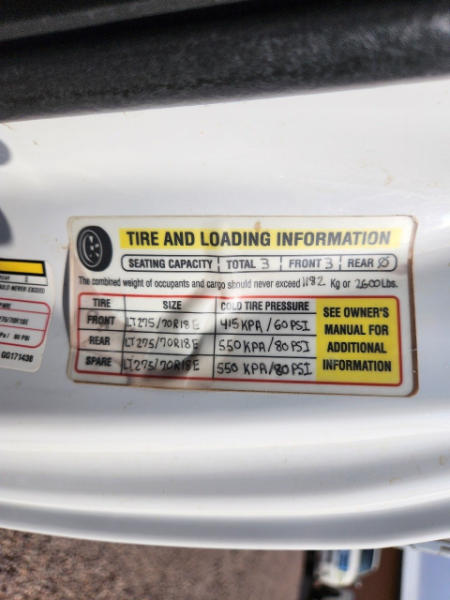 TIRE AND LOADING INFORMATION
SEATING CAPACITY TOTAL 3 FRONT 3 REAR Ø
The combined weight of occupants and cargo should never exceed 1182 Kg or 2600 Lbs.
TIRE SIZE COLD TIRE PRESSURE
FRONT LT275/70R18E 415 KPA/60 PSI
REAR LT275/70R18E 550 KPA/80 PSI
SPARE LT275/70R18E 550 KPA/80 PSI
SEE OWNER'S
MANUAL FOR
ADDITIONAL
INFORMATION
80 PSI
GG171438